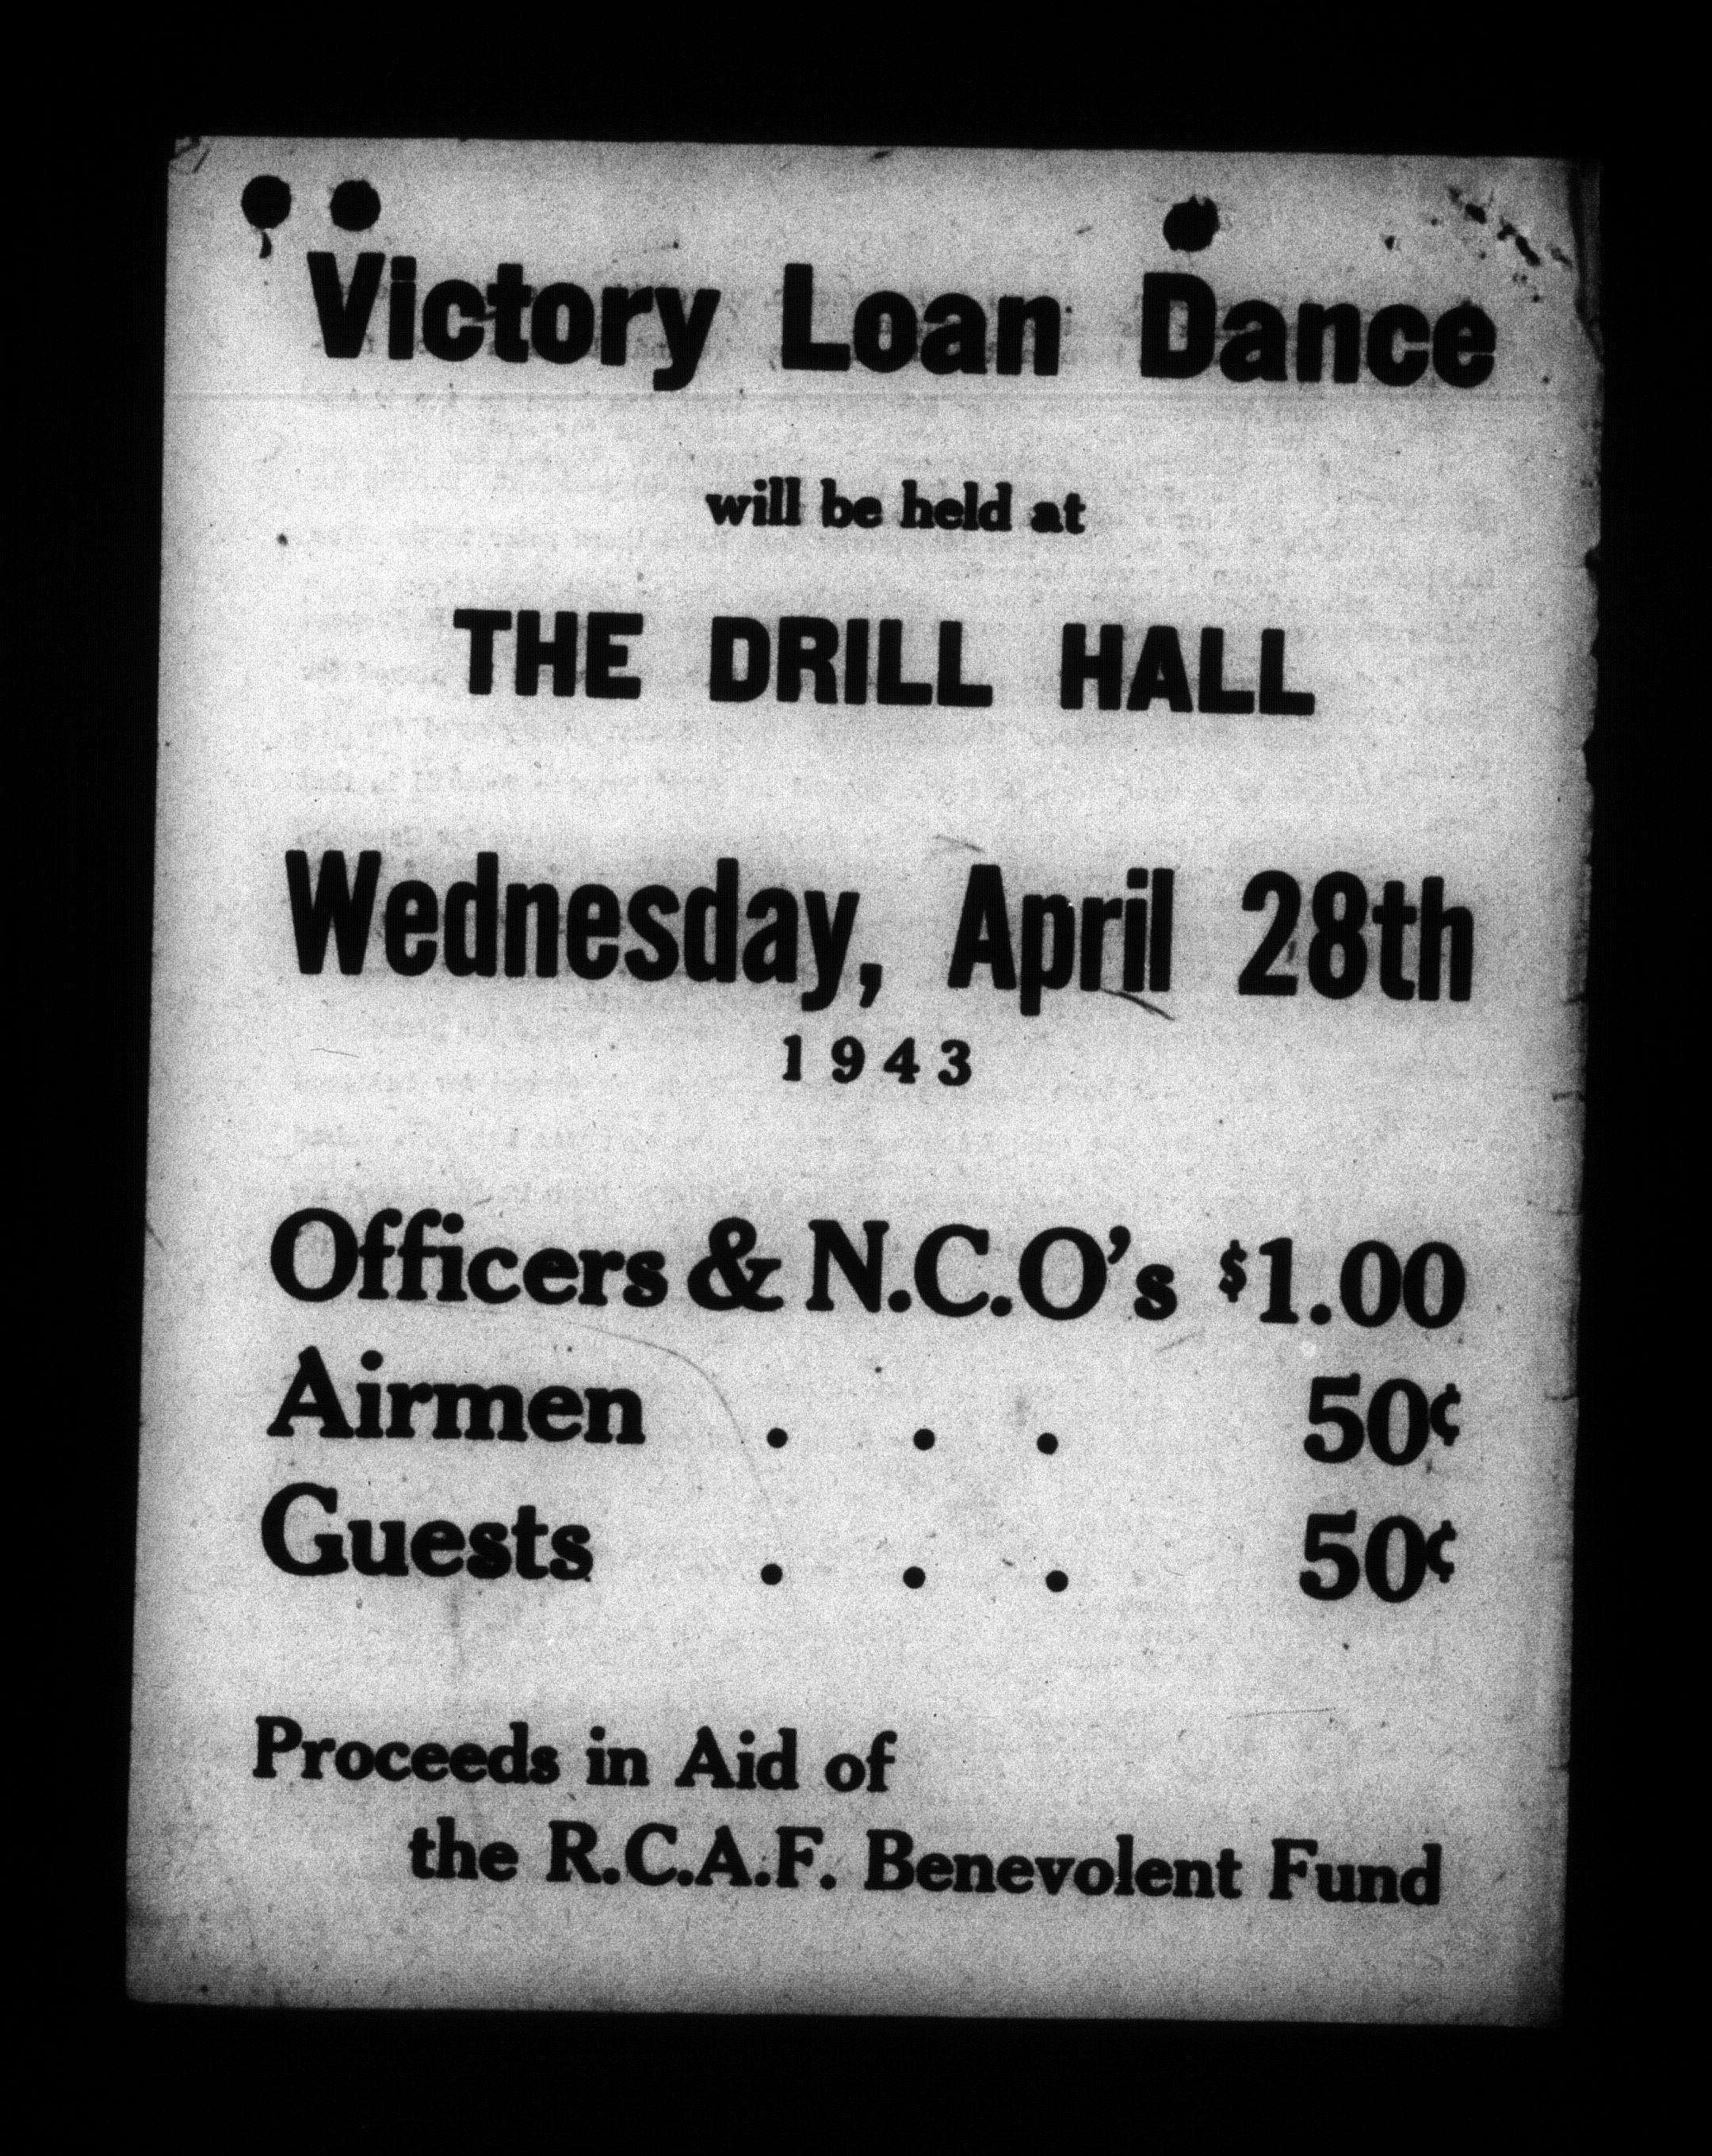 Victory Loan Dance
will be held at
THE DRILL HALL
Wednesday, April 28th
1943
Officers & N.C.O's $1.00
Airmen . . . 50¢
Guests . . . 50¢
Proceeds in Aid of
the R.C.A.F. Benevolent Fund